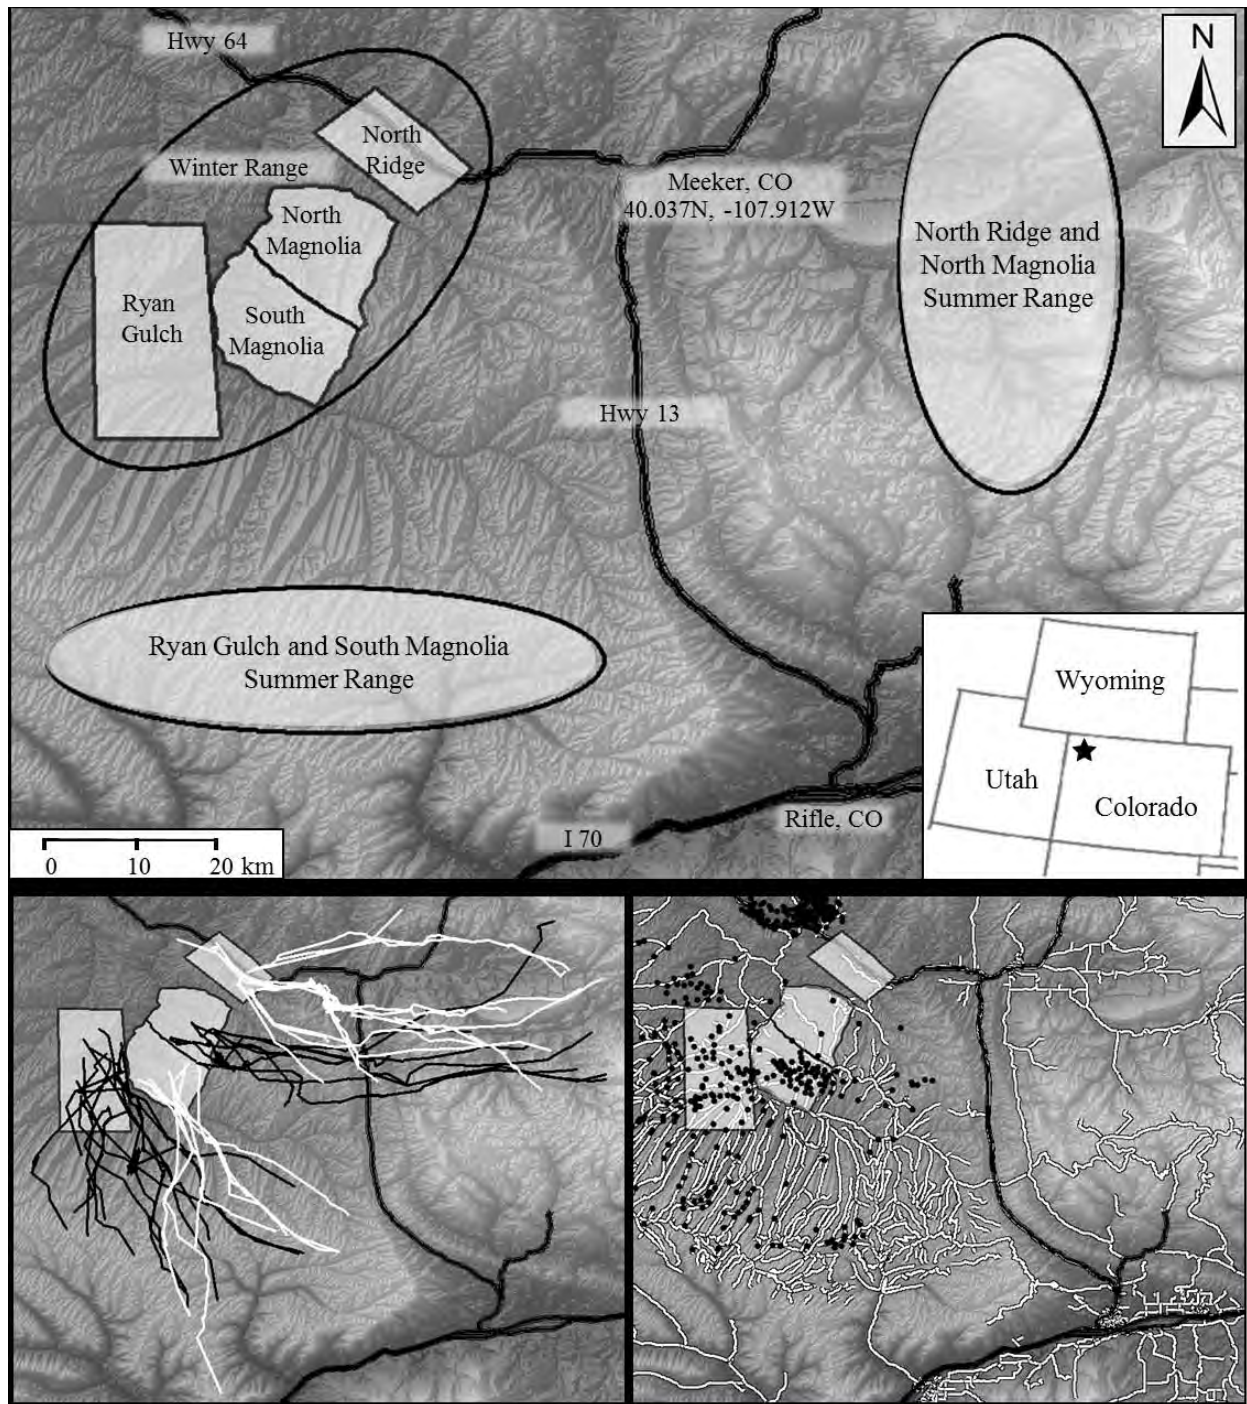 Hwy 64
N
North
Ridge
Winter Range
Meeker, CO
40.037N, -107.912W
North
Magnolia
North Ridge and
North Magnolia
Summer Range
Ryan
Gulch
South
Magnolia
Hwy 13
Ryan Gulch and South Magnolia
Summer Range
Wyoming
Utah
Colorado
Rifle, CO
I 70
0 10 20 km